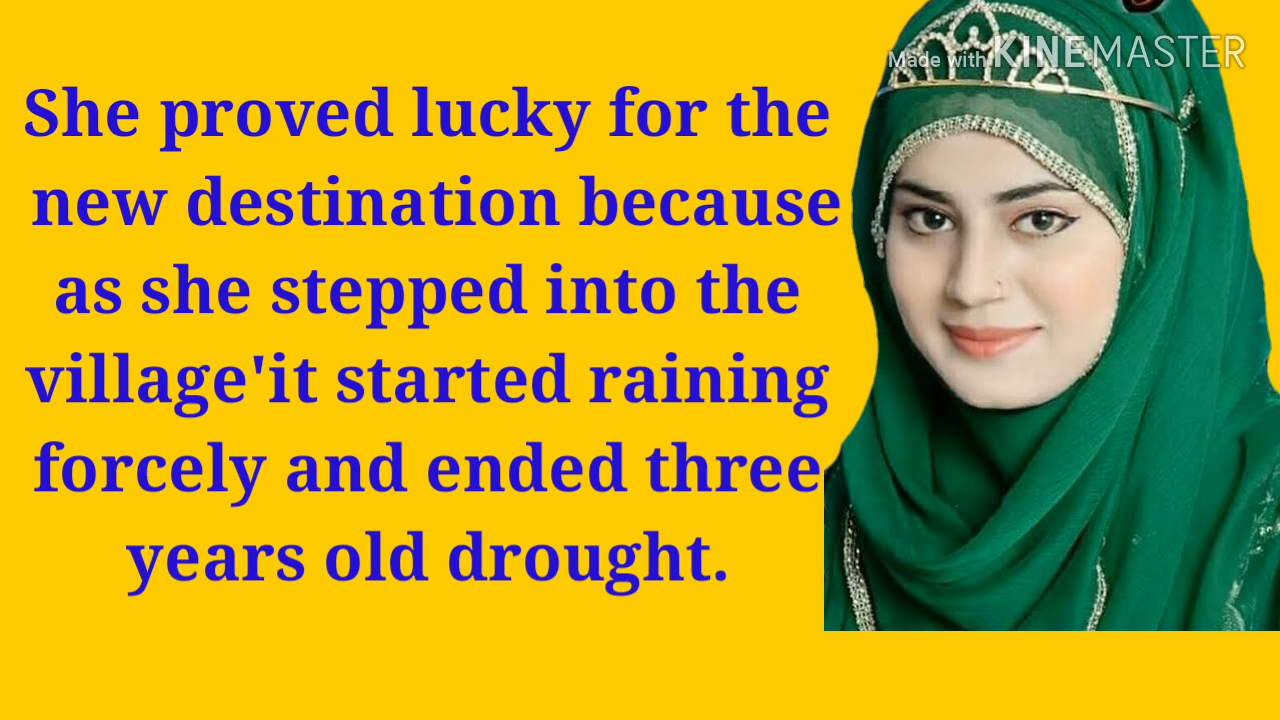 Made with KINEMASTER
She proved lucky for the
new destination because
as she stepped into the
village'it started raining
forcely and ended three
years old drought.